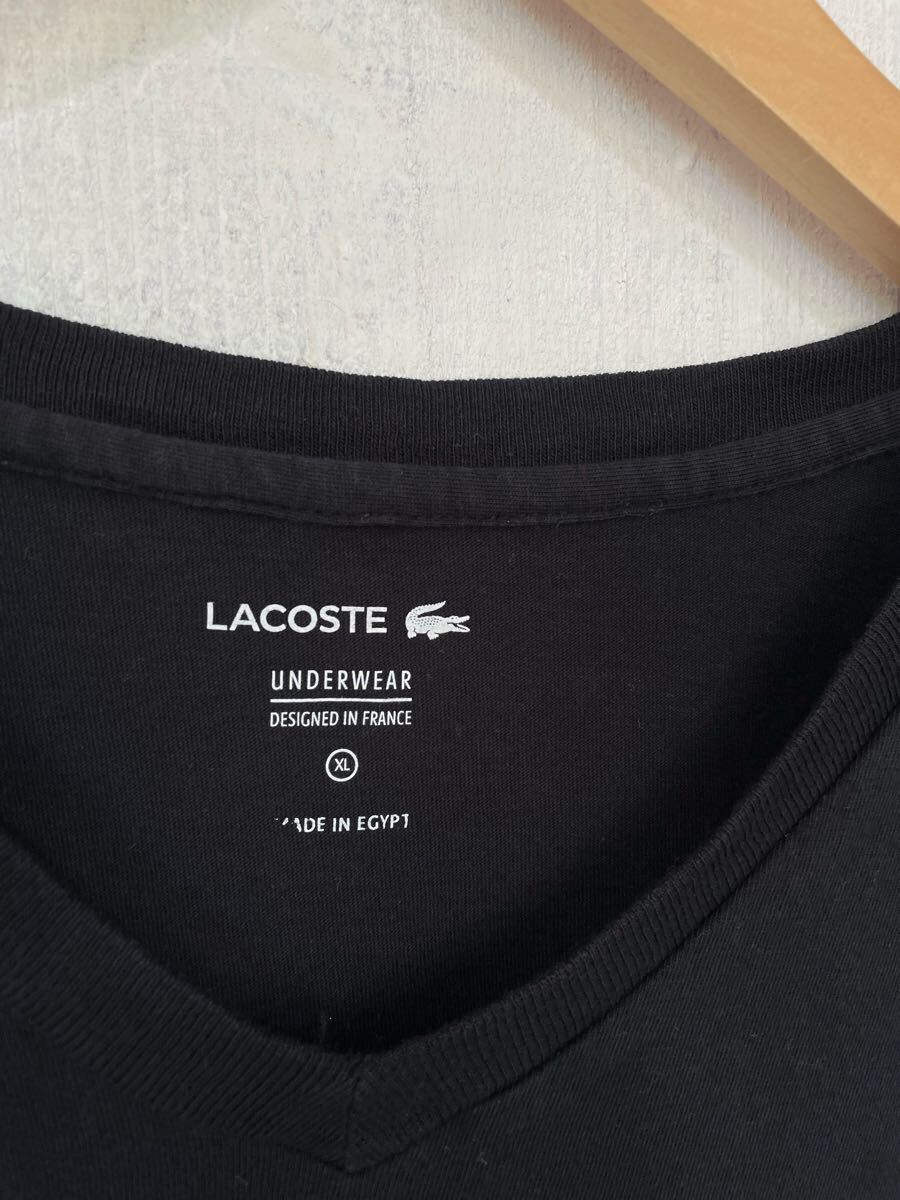 LACOSTE
UNDERWEAR
DESIGNED IN FRANCE
XL
MADE IN EGYPT